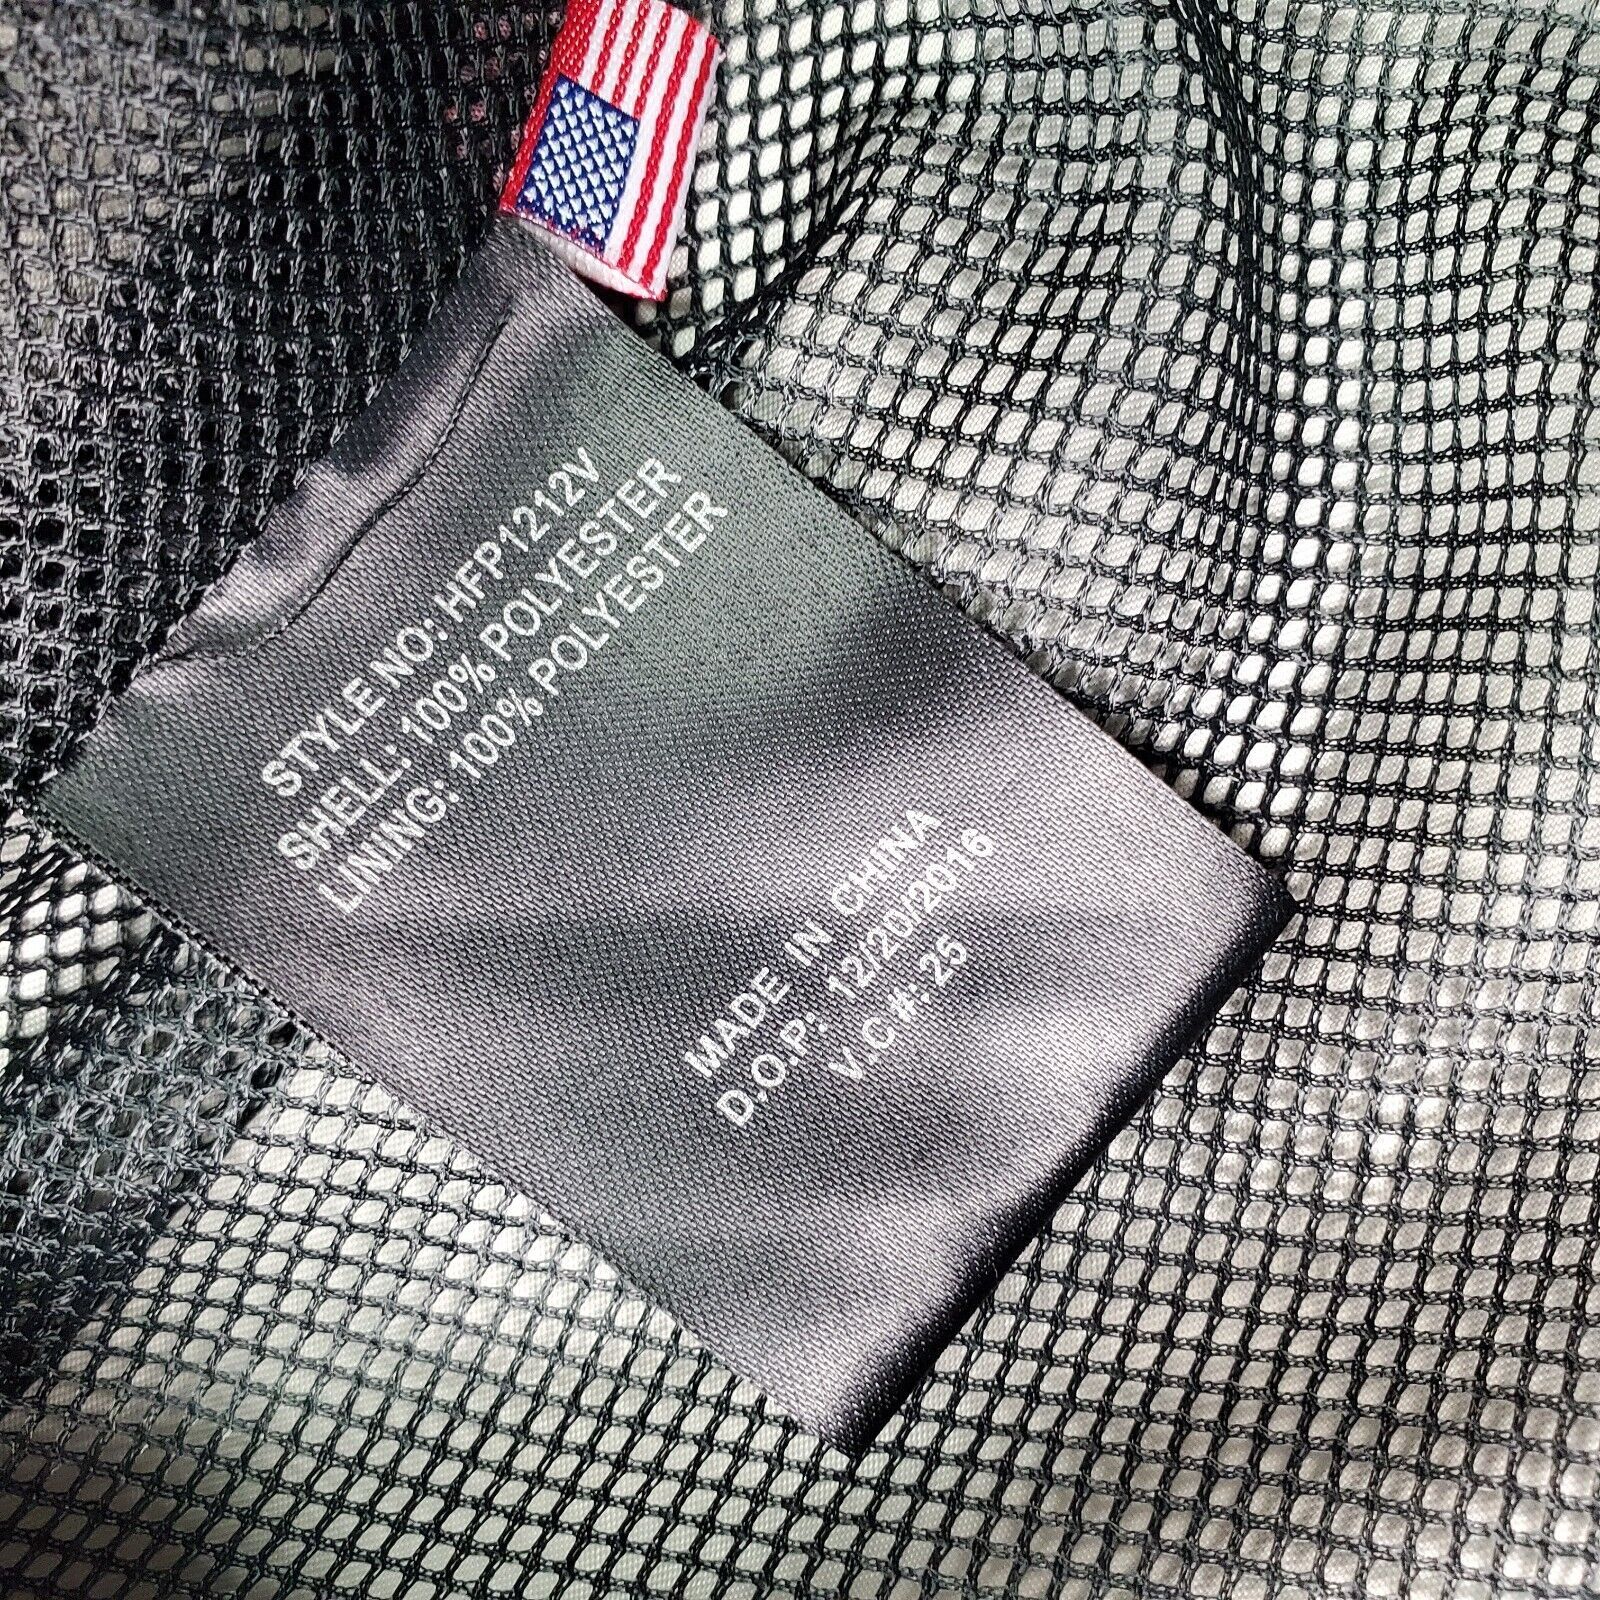 STYLE NO: HFP1212V
SHELL: 100% POLYESTER
LINING: 100% POLYESTER
MADE IN CHINA
D.O.P: 12/20/2016
V.C #: 25